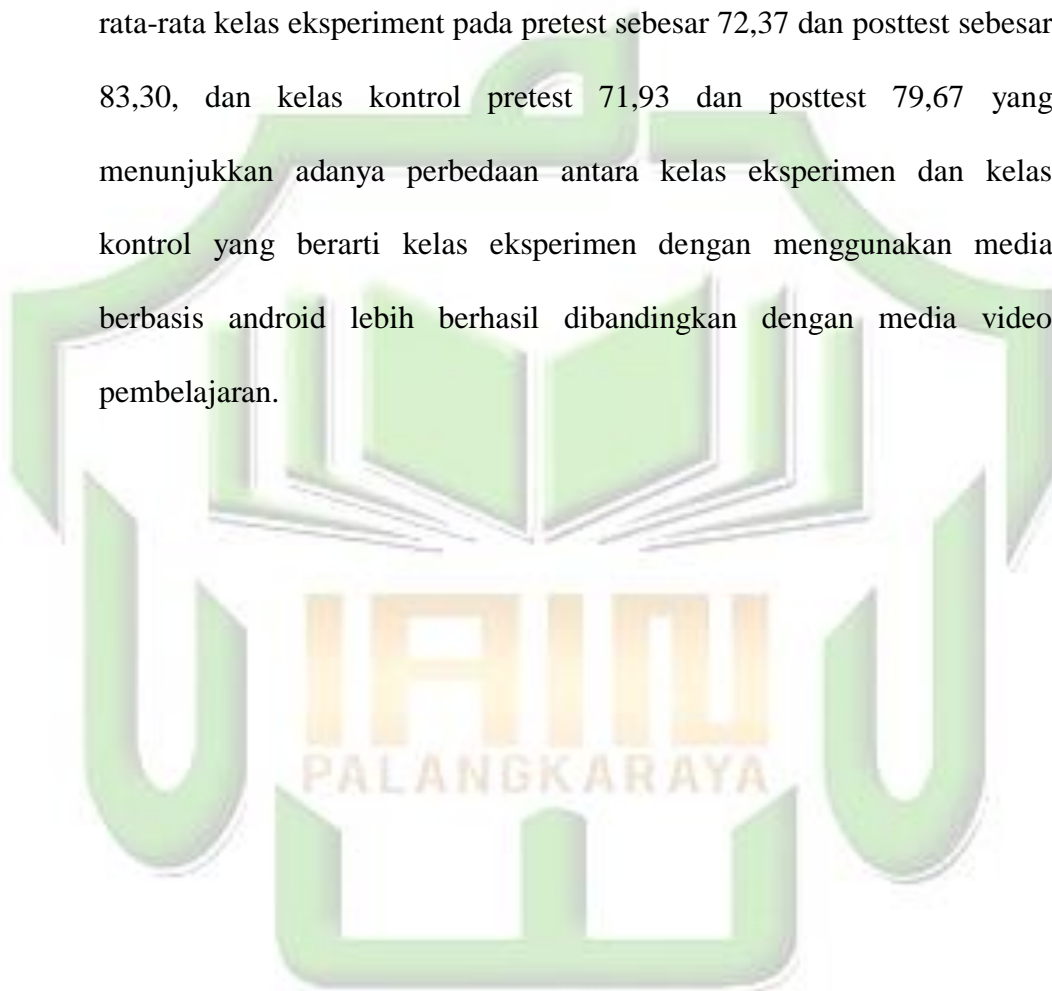 rata-rata kelas eksperiment pada pretest sebesar 72,37 dan posttest sebesar
83,30, dan kelas kontrol pretest 71,93 dan posttest 79,67 yang
menunjukkan adanya perbedaan antara kelas eksperimen dan kelas
kontrol yang berarti kelas eksperimen dengan menggunakan media
berbasis android lebih berhasil dibandingkan dengan media video
pembelajaran.
IAIN
PALANGKARAYA